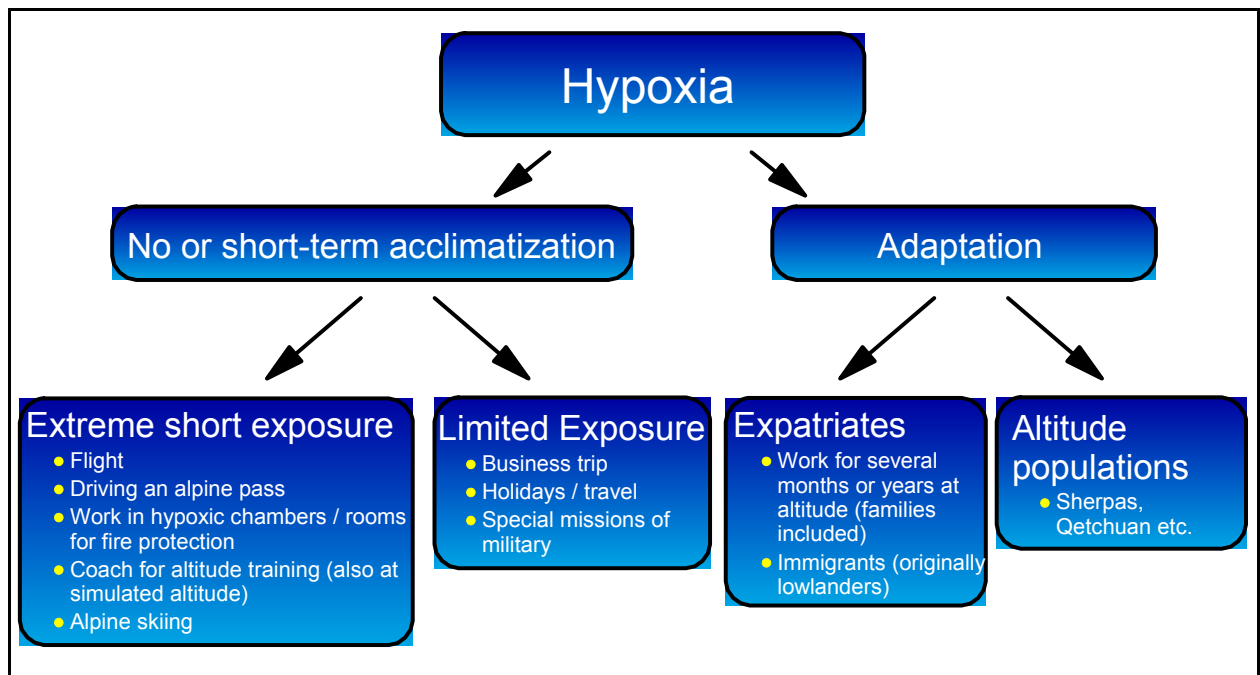 Hypoxia
No or short-term acclimatization
Adaptation
Extreme short exposure
● Flight
● Driving an alpine pass
● Work in hypoxic chambers / rooms
for fire protection
● Coach for altitude training (also at
simulated altitude)
● Alpine skiing
Limited Exposure
● Business trip
● Holidays / travel
● Special missions of
military
Expatriates
● Work for several
months or years at
altitude (families
included)
● Immigrants (originally
lowlanders)
Altitude
populations
● Sherpas,
Qetchuan etc.